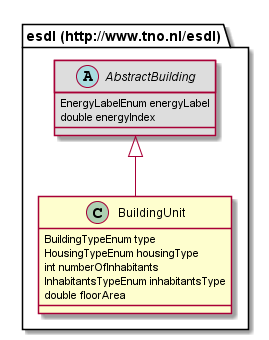 esdl (http://www.tno.nl/esdl)
A AbstractBuilding
EnergyLabelEnum energyLabel
double energyIndex
C BuildingUnit
BuildingTypeEnum type
HousingTypeEnum housingType
int numberOfInhabitants
InhabitantsTypeEnum inhabitantsType
double floorArea